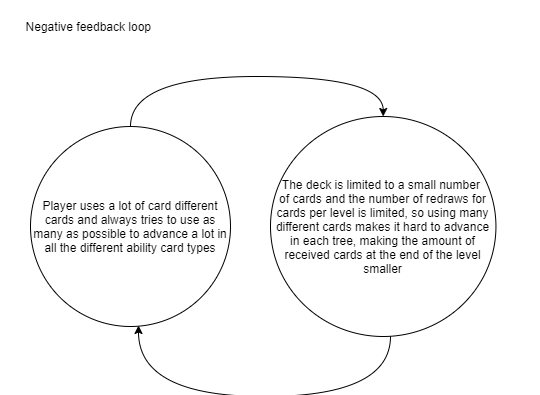 Negative feedback loop
Player uses a lot of card different
cards and always tries to use as
many as possible to advance a lot in
all the different ability card types
The deck is limited to a small number
of cards and the number of redraws for
cards per level is limited, so using many
different cards makes it hard to advance
in each tree, making the amount of
received cards at the end of the level
smaller